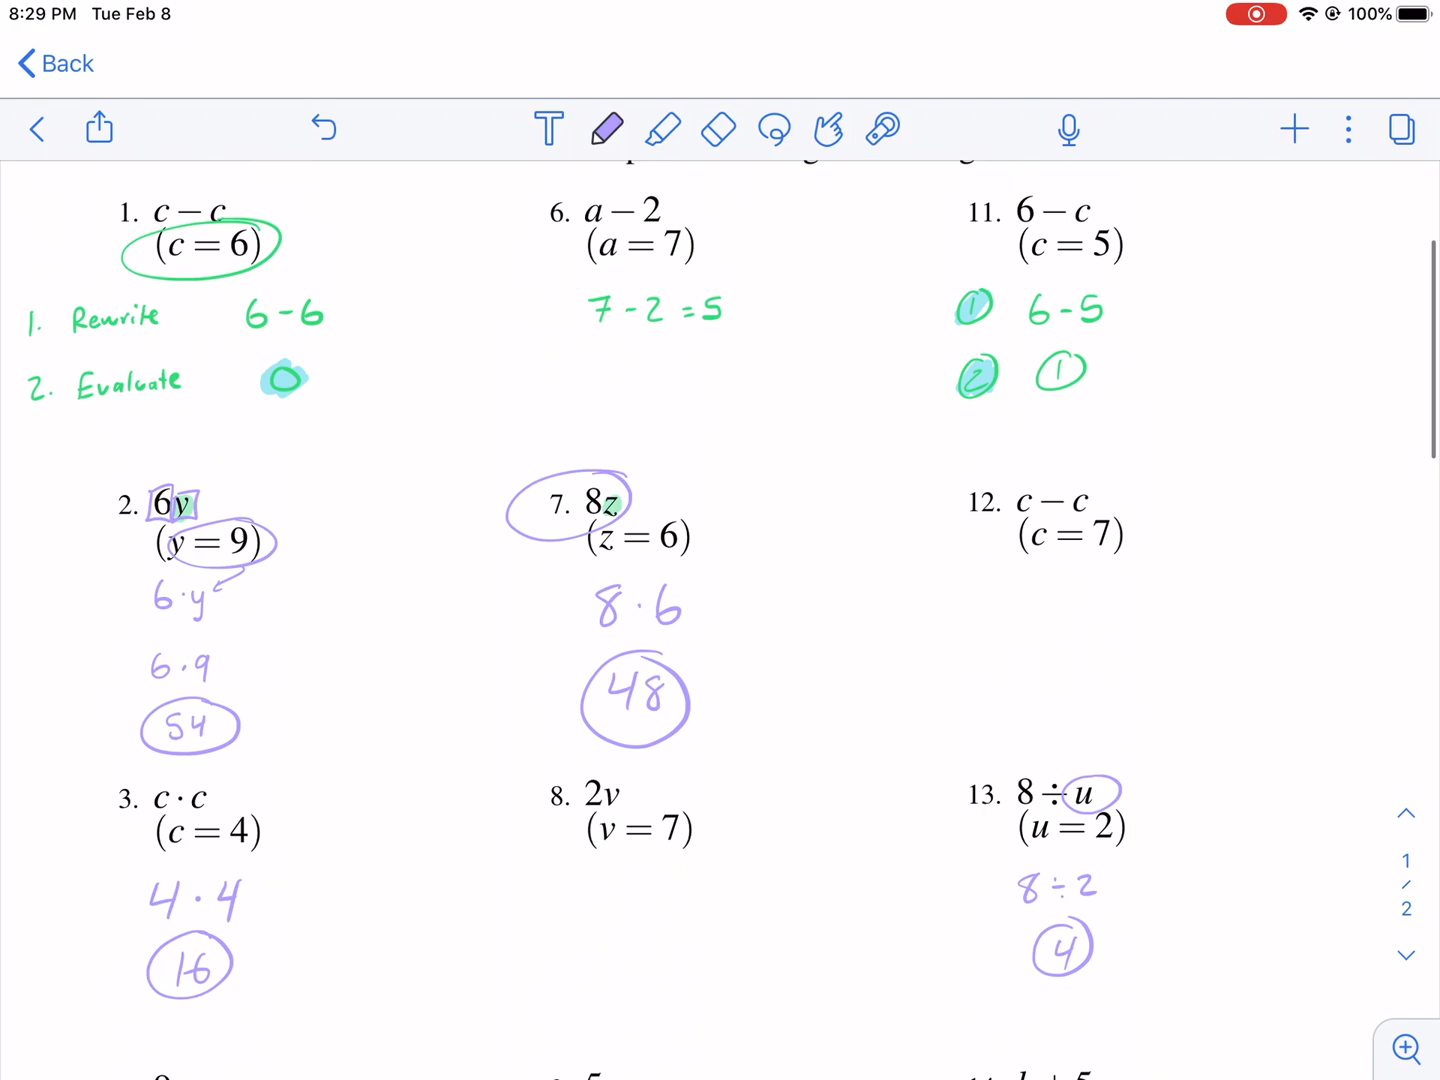 8:29 PM Tue Feb 8
100%
Back
1. c − c
(c = 6)
1. Rewrite 6 - 6
2. Evaluate 0
6. a − 2
(a = 7)
7 - 2 = 5
11. 6 − c
(c = 5)
1 6 - 5
2 1
2. 6y
(y = 9)
6 · y
6 · 9
54
7. 8z
(z = 6)
8 · 6
48
12. c − c
(c = 7)
3. c · c
(c = 4)
4 · 4
16
8. 2v
(v = 7)
13. 8 ÷ u
(u = 2)
8 ÷ 2
4
1
/
2